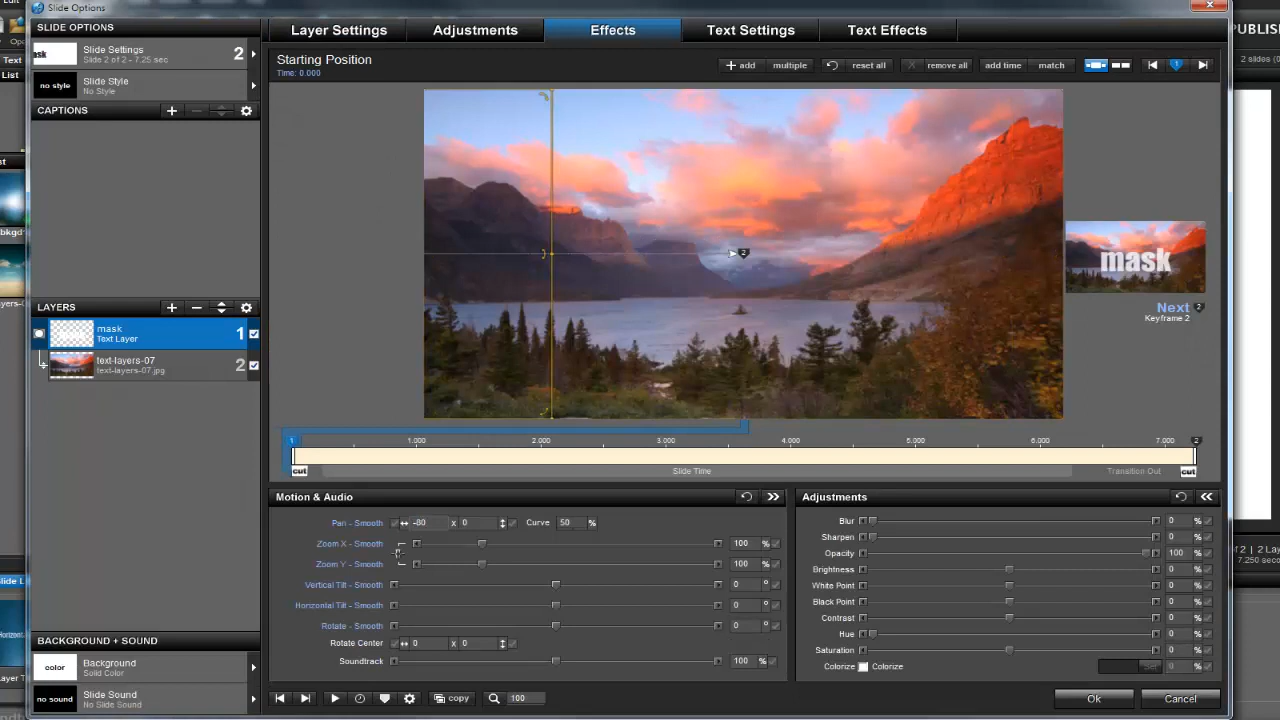 Slide Options
SLIDE OPTIONS
mask
Slide Settings
Slide 2 of 2 - 7.25 sec
2
no style
Slide Style
No Style
CAPTIONS
LAYERS
mask
Text Layer
1
text-layers-07
text-layers-07.jpg
2
BACKGROUND + SOUND
color
Background
Solid Color
no sound
Slide Sound
No Slide Sound
Layer Settings
Adjustments
Effects
Text Settings
Text Effects
Starting Position
Time: 0.000
add
multiple
reset all
remove all
add time
match
1
2
mask
Next 2
Keyframe 2
1 1.000 2.000 3.000 4.000 5.000 6.000 7.000 2
cut
Slide Time
Transition Out
cut
Motion & Audio
Pan - Smooth -80 x 0 Curve 50 %
Zoom X - Smooth 100 %
Zoom Y - Smooth 100 %
Vertical Tilt - Smooth 0 °
Horizontal Tilt - Smooth 0 °
Rotate - Smooth 0 °
Rotate Center 0 x 0
Soundtrack 100 %
Adjustments
Blur 0 %
Sharpen 0 %
Opacity 100 %
Brightness 0 %
White Point 0 %
Black Point 0 %
Contrast 0 %
Hue 0 %
Saturation 0 %
Colorize Colorize Set %
copy
100
Ok
Cancel